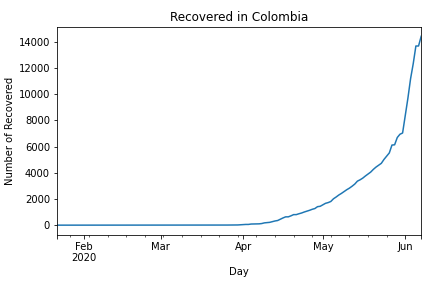 Recovered in Colombia
Number of Recovered
14000
12000
10000
8000
6000
4000
2000
0
Feb
2020
Mar
Apr
May
Jun
Day